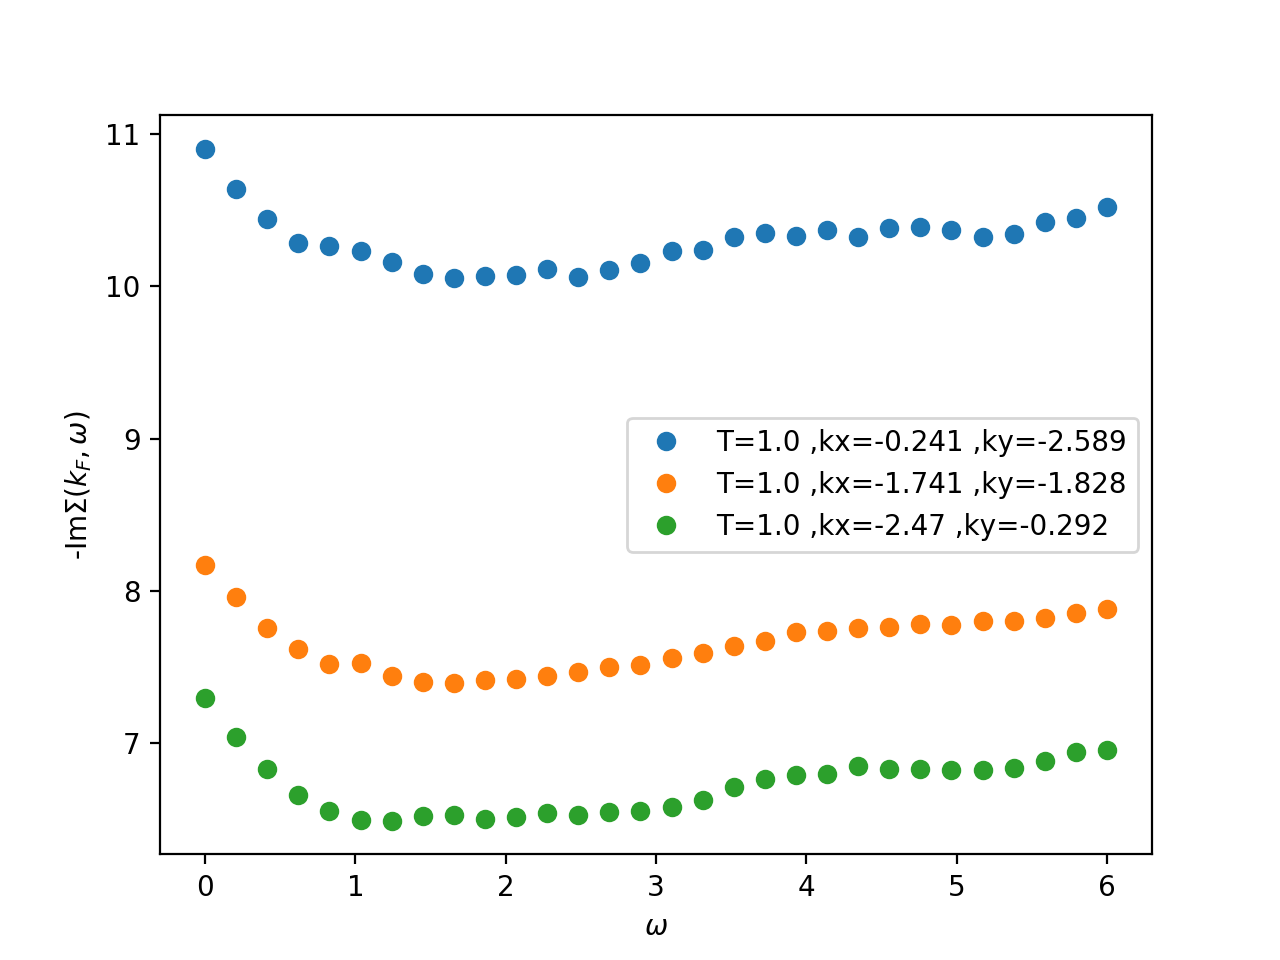 11
10
9
8
7
-ImΣ(k_F, ω)
T=1.0 ,kx=-0.241 ,ky=-2.589
T=1.0 ,kx=-1.741 ,ky=-1.828
T=1.0 ,kx=-2.47 ,ky=-0.292
0 1 2 3 4 5 6
ω